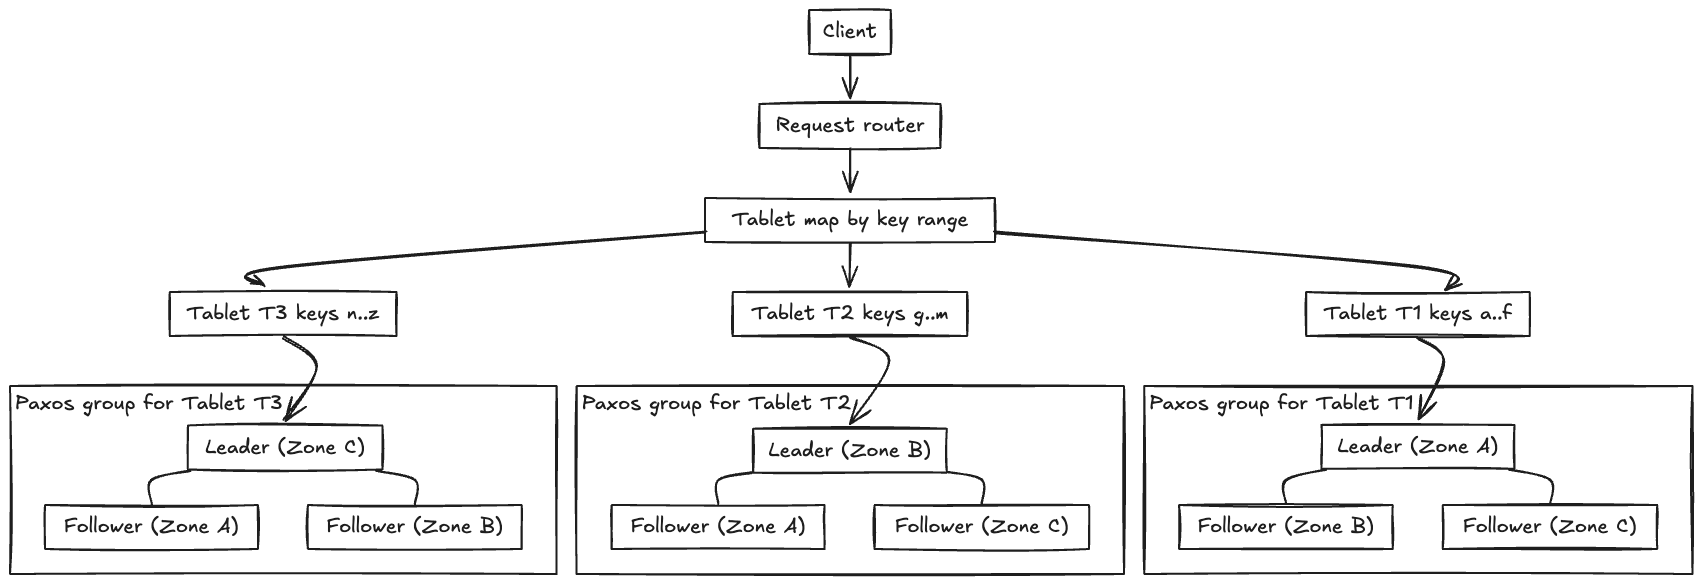 Client
Request router
Tablet map by key range
Tablet T3 keys n..z
Tablet T2 keys g..m
Tablet T1 keys a..f
Paxos group for Tablet T3
Leader (Zone C)
Follower (Zone A)
Follower (Zone B)
Paxos group for Tablet T2
Leader (Zone B)
Follower (Zone A)
Follower (Zone C)
Paxos group for Tablet T1
Leader (Zone A)
Follower (Zone B)
Follower (Zone C)